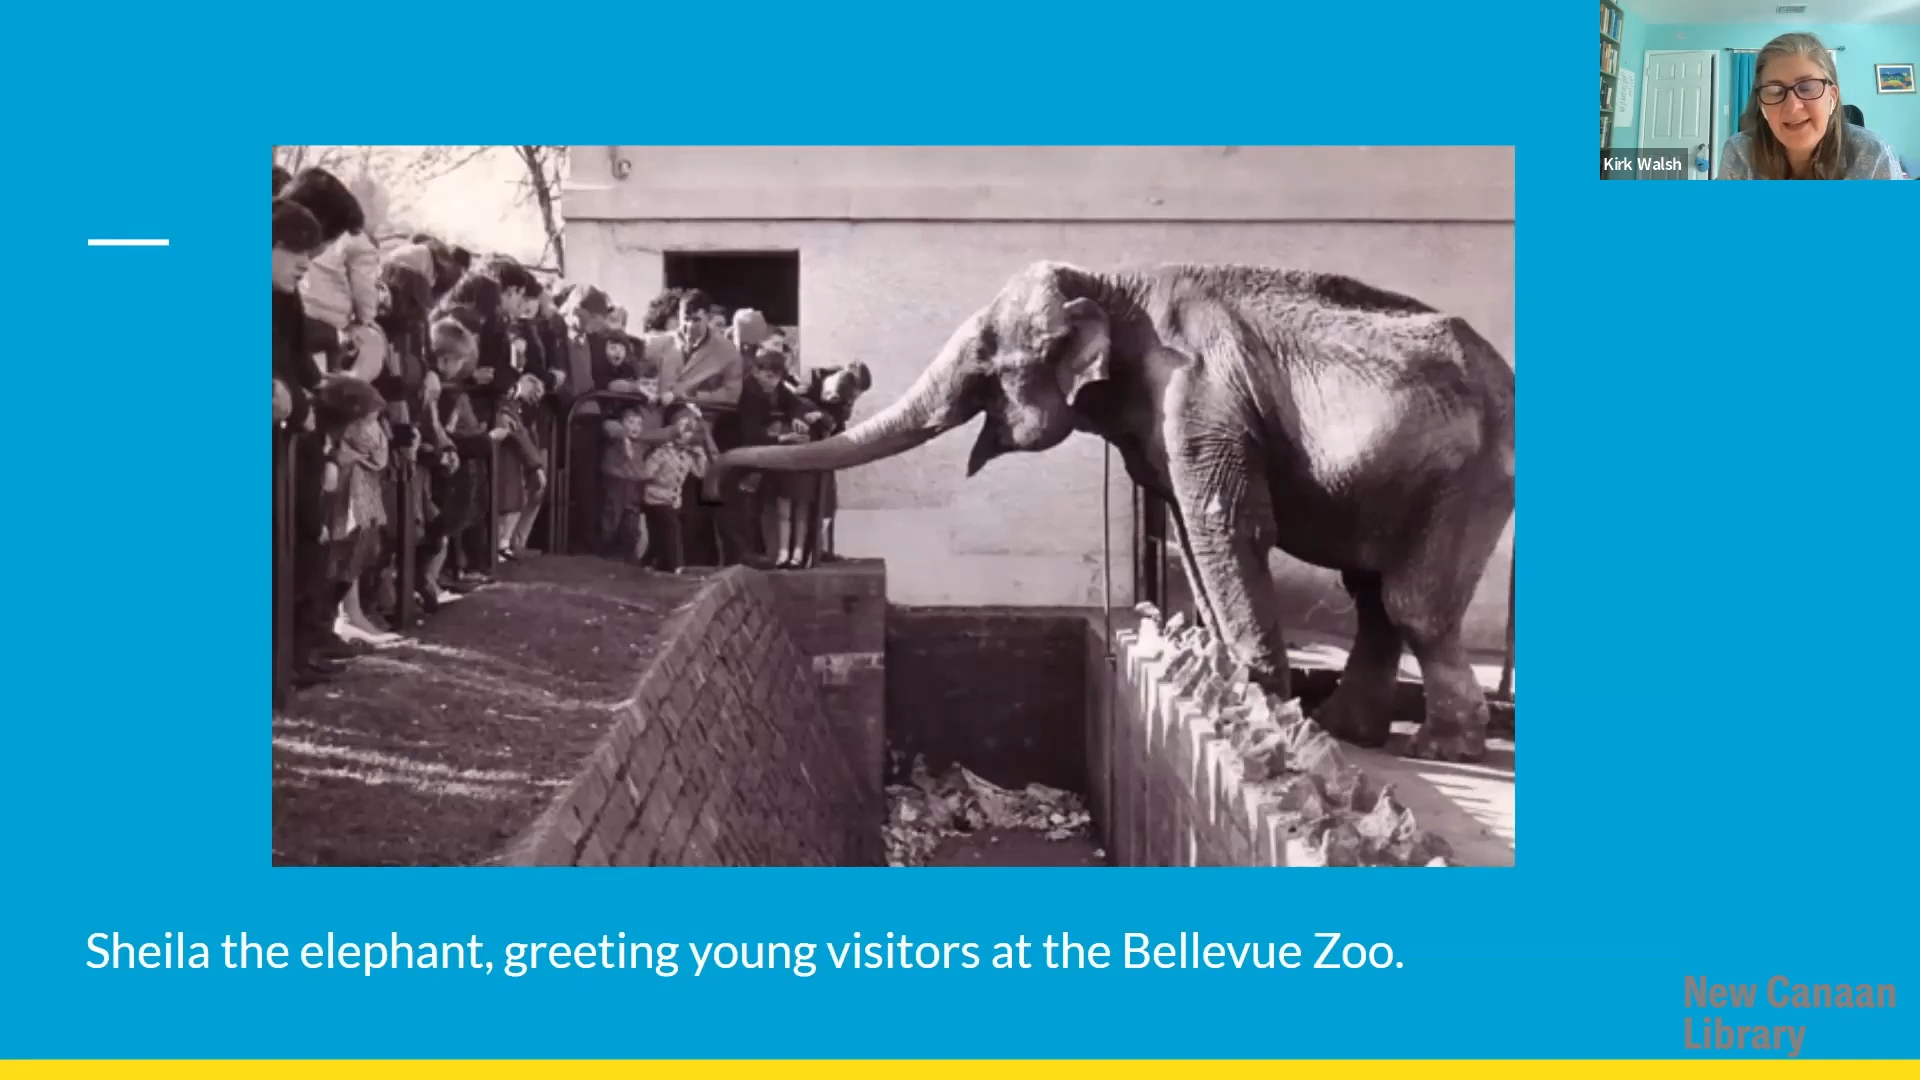 Kirk Walsh
Sheila the elephant, greeting young visitors at the Bellevue Zoo.
New Canaan
Library